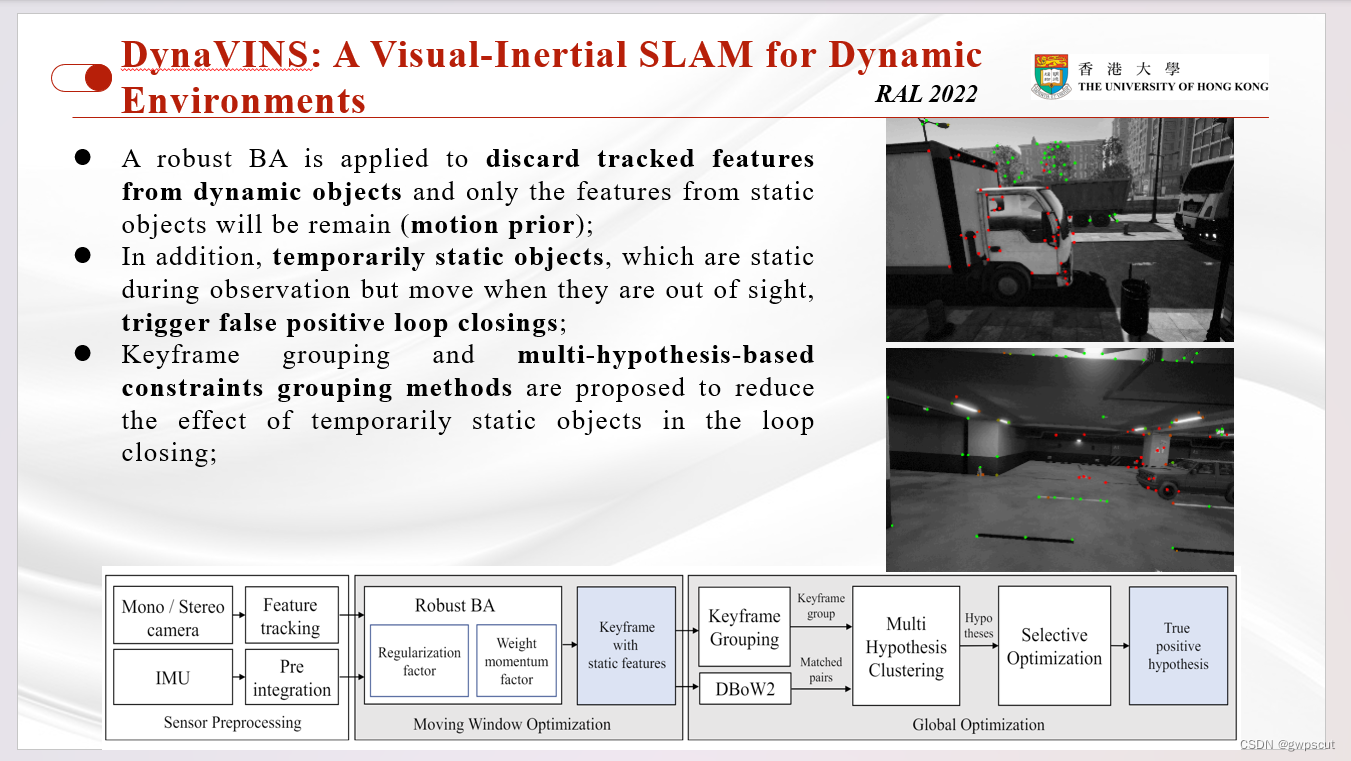 DynaVINS: A Visual-Inertial SLAM for Dynamic
Environments
RAL 2022
香港大學
THE UNIVERSITY OF HONG KONG
● A robust BA is applied to discard tracked features
from dynamic objects and only the features from static
objects will be remain (motion prior);
● In addition, temporarily static objects, which are static
during observation but move when they are out of sight,
trigger false positive loop closings;
● Keyframe grouping and multi-hypothesis-based
constraints grouping methods are proposed to reduce
the effect of temporarily static objects in the loop
closing;
Mono / Stereo
camera
Feature
tracking
IMU
Pre
integration
Sensor Preprocessing
Robust BA
Regularization
factor
Weight
momentum
factor
Keyframe
with
static features
Moving Window Optimization
Keyframe
Grouping
DBoW2
Keyframe
group
Matched
pairs
Multi
Hypothesis
Clustering
Hypo
theses
Selective
Optimization
True
positive
hypothesis
Global Optimization
CSDN @gwpscut